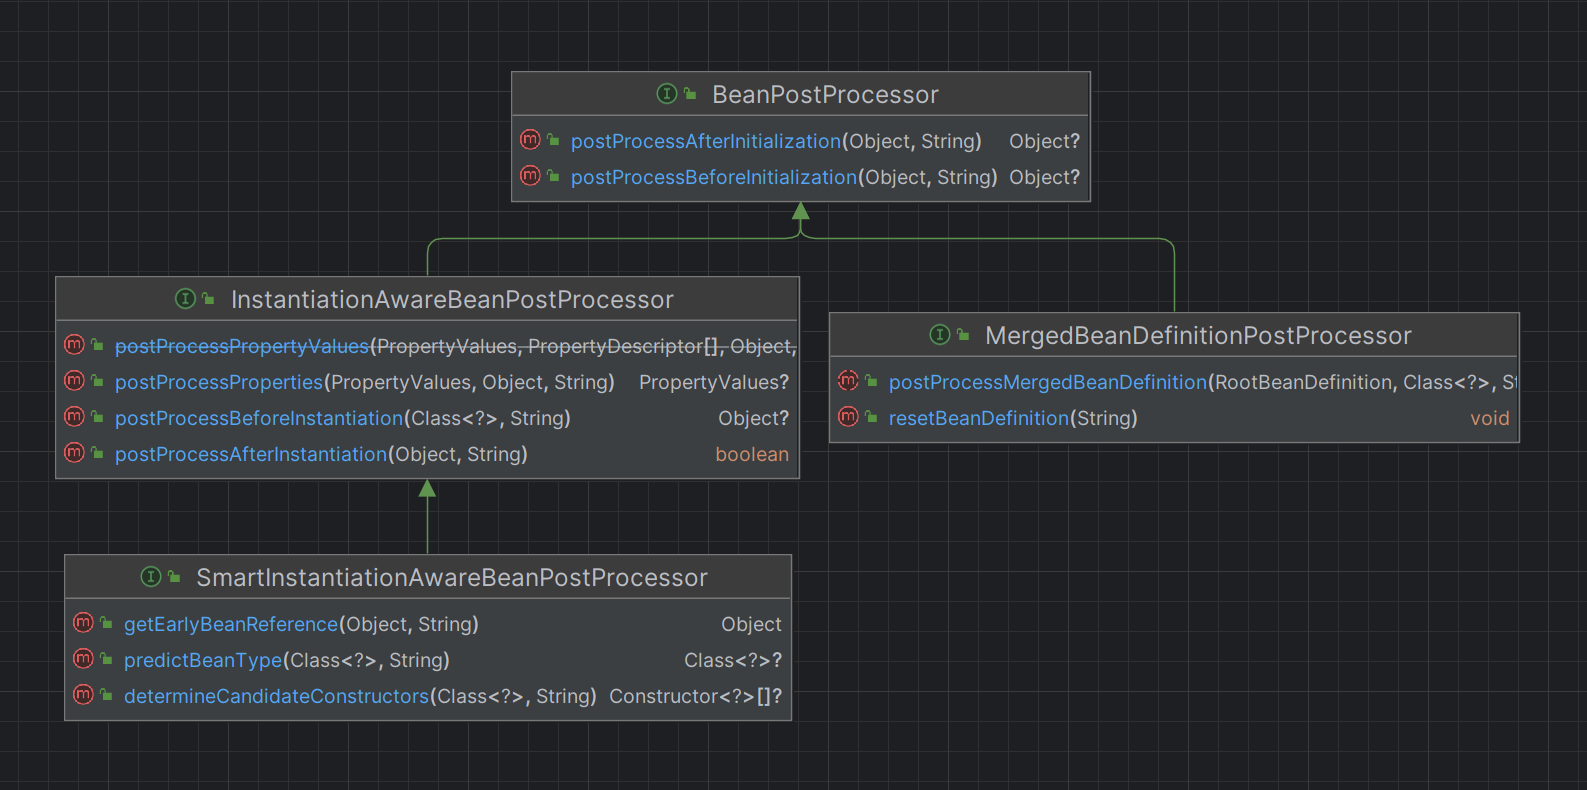 BeanPostProcessor
postProcessAfterInitialization(Object, String) Object?
postProcessBeforeInitialization(Object, String) Object?
InstantiationAwareBeanPostProcessor
postProcessPropertyValues(PropertyValues, PropertyDescriptor[], Object,
postProcessProperties(PropertyValues, Object, String) PropertyValues?
postProcessBeforeInstantiation(Class<?>, String) Object?
postProcessAfterInstantiation(Object, String) boolean
MergedBeanDefinitionPostProcessor
postProcessMergedBeanDefinition(RootBeanDefinition, Class<?>, St
resetBeanDefinition(String) void
SmartInstantiationAwareBeanPostProcessor
getEarlyBeanReference(Object, String) Object
predictBeanType(Class<?>, String) Class<?>?
determineCandidateConstructors(Class<?>, String) Constructor<?>[]?